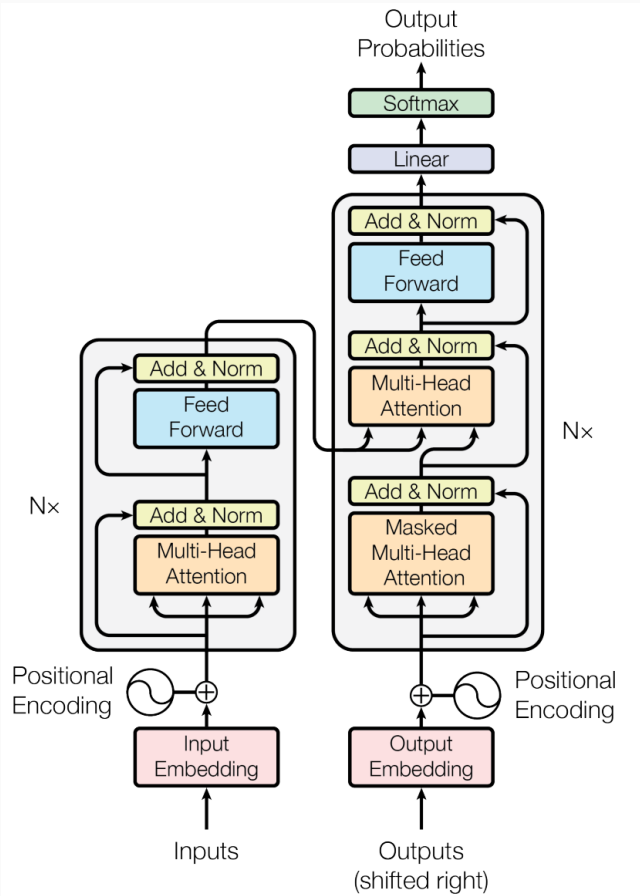 Output
Probabilities
Softmax
Linear
Add & Norm
Feed
Forward
Add & Norm
Multi-Head
Attention
N×
Add & Norm
Masked
Multi-Head
Attention
Add & Norm
Feed
Forward
N×
Add & Norm
Multi-Head
Attention
Positional
Encoding
Positional
Encoding
Input
Embedding
Output
Embedding
Inputs
Outputs
(shifted right)